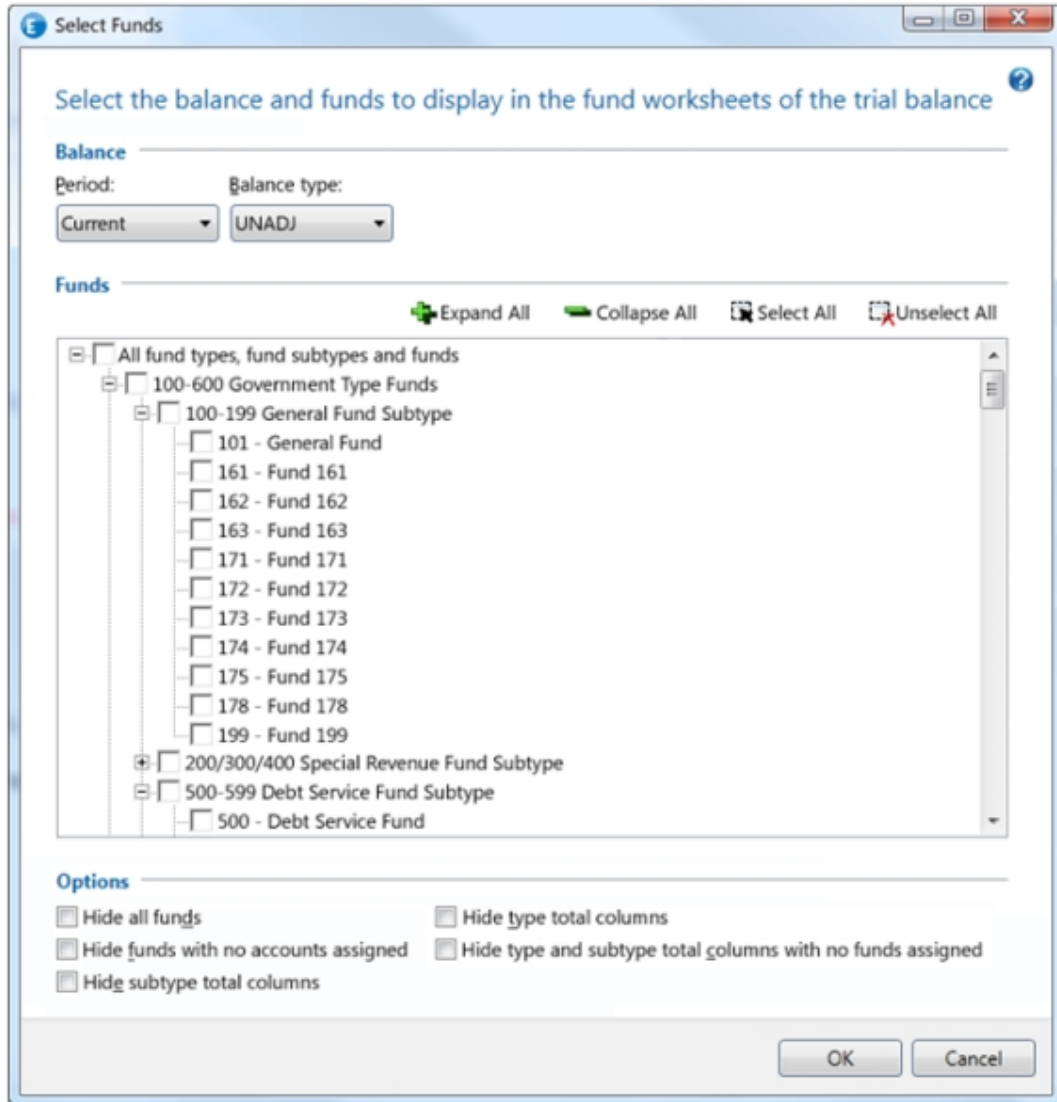 Select Funds
Select the balance and funds to display in the fund worksheets of the trial balance
Balance
Period: Balance type:
Current UNADJ
Funds
Expand All Collapse All Select All Unselect All
All fund types, fund subtypes and funds
100-600 Government Type Funds
100-199 General Fund Subtype
101 - General Fund
161 - Fund 161
162 - Fund 162
163 - Fund 163
171 - Fund 171
172 - Fund 172
173 - Fund 173
174 - Fund 174
175 - Fund 175
178 - Fund 178
199 - Fund 199
200/300/400 Special Revenue Fund Subtype
500-599 Debt Service Fund Subtype
500 - Debt Service Fund
Options
Hide all funds Hide type total columns
Hide funds with no accounts assigned Hide type and subtype total columns with no funds assigned
Hide subtype total columns
OK Cancel